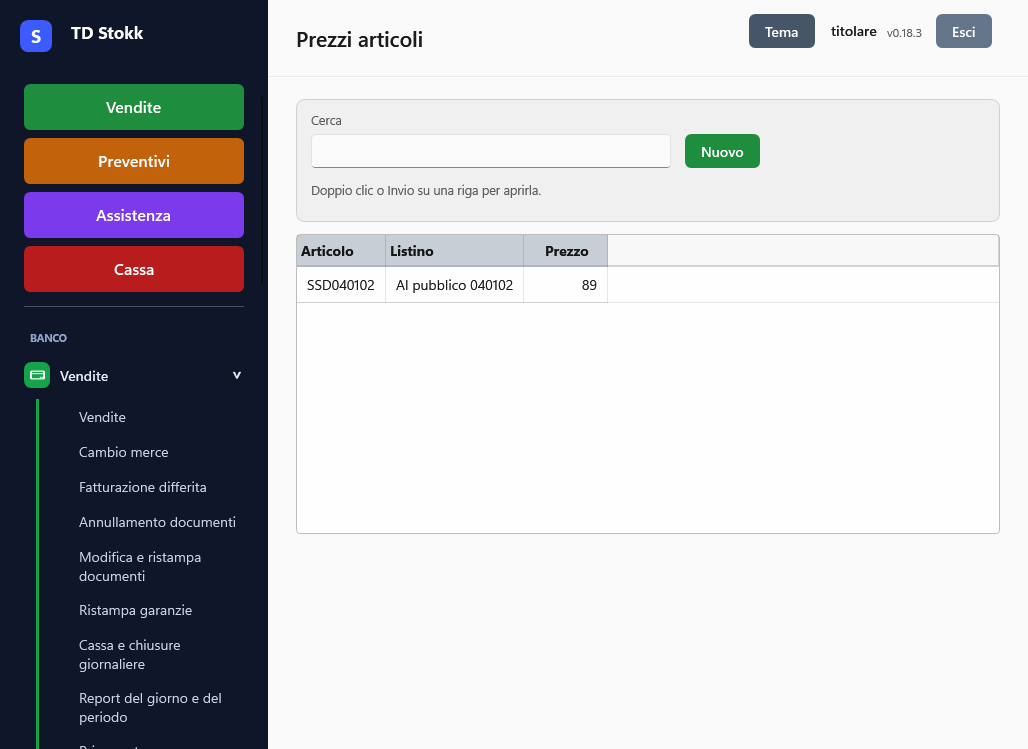 S
TD Stokk
Vendite
Preventivi
Assistenza
Cassa
BANCO
Vendite
Vendite
Cambio merce
Fatturazione differita
Annullamento documenti
Modifica e ristampa
documenti
Ristampa garanzie
Cassa e chiusure
giornaliere
Report del giorno e del
periodo
Prezzi articoli
Tema
titolare
v0.18.3
Esci
Cerca
Nuovo
Doppio clic o Invio su una riga per aprirla.
Articolo Listino Prezzo
SSD040102 Al pubblico 040102 89